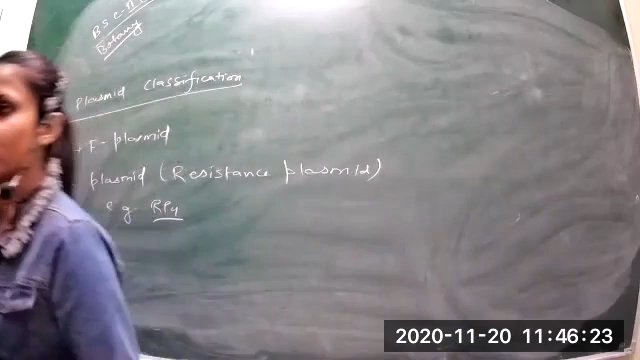 B.Sc-II
Botany
Plasmid Classification
F-plasmid
plasmid (Resistance plasmid)
e.g. RP4
2020-11-20 11:46:23